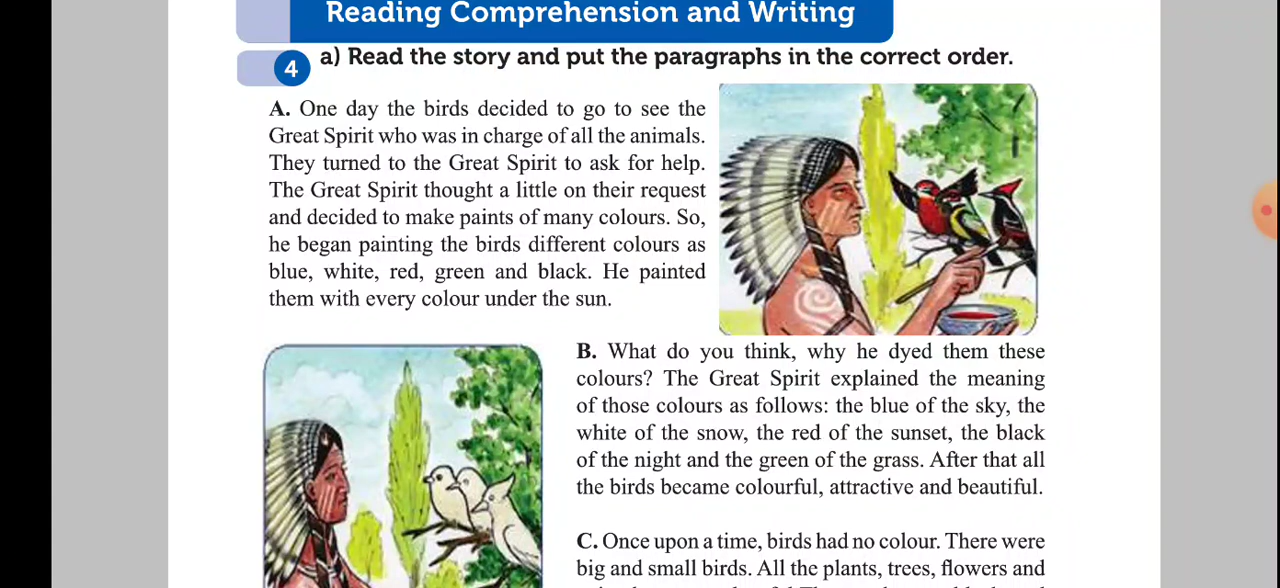 Reading Comprehension and Writing
4
a) Read the story and put the paragraphs in the correct order.
A. One day the birds decided to go to see the
Great Spirit who was in charge of all the animals.
They turned to the Great Spirit to ask for help.
The Great Spirit thought a little on their request
and decided to make paints of many colours. So,
he began painting the birds different colours as
blue, white, red, green and black. He painted
them with every colour under the sun.
B. What do you think, why he dyed them these
colours? The Great Spirit explained the meaning
of those colours as follows: the blue of the sky, the
white of the snow, the red of the sunset, the black
of the night and the green of the grass. After that all
the birds became colourful, attractive and beautiful.
C. Once upon a time, birds had no colour. There were
big and small birds. All the plants, trees, flowers and